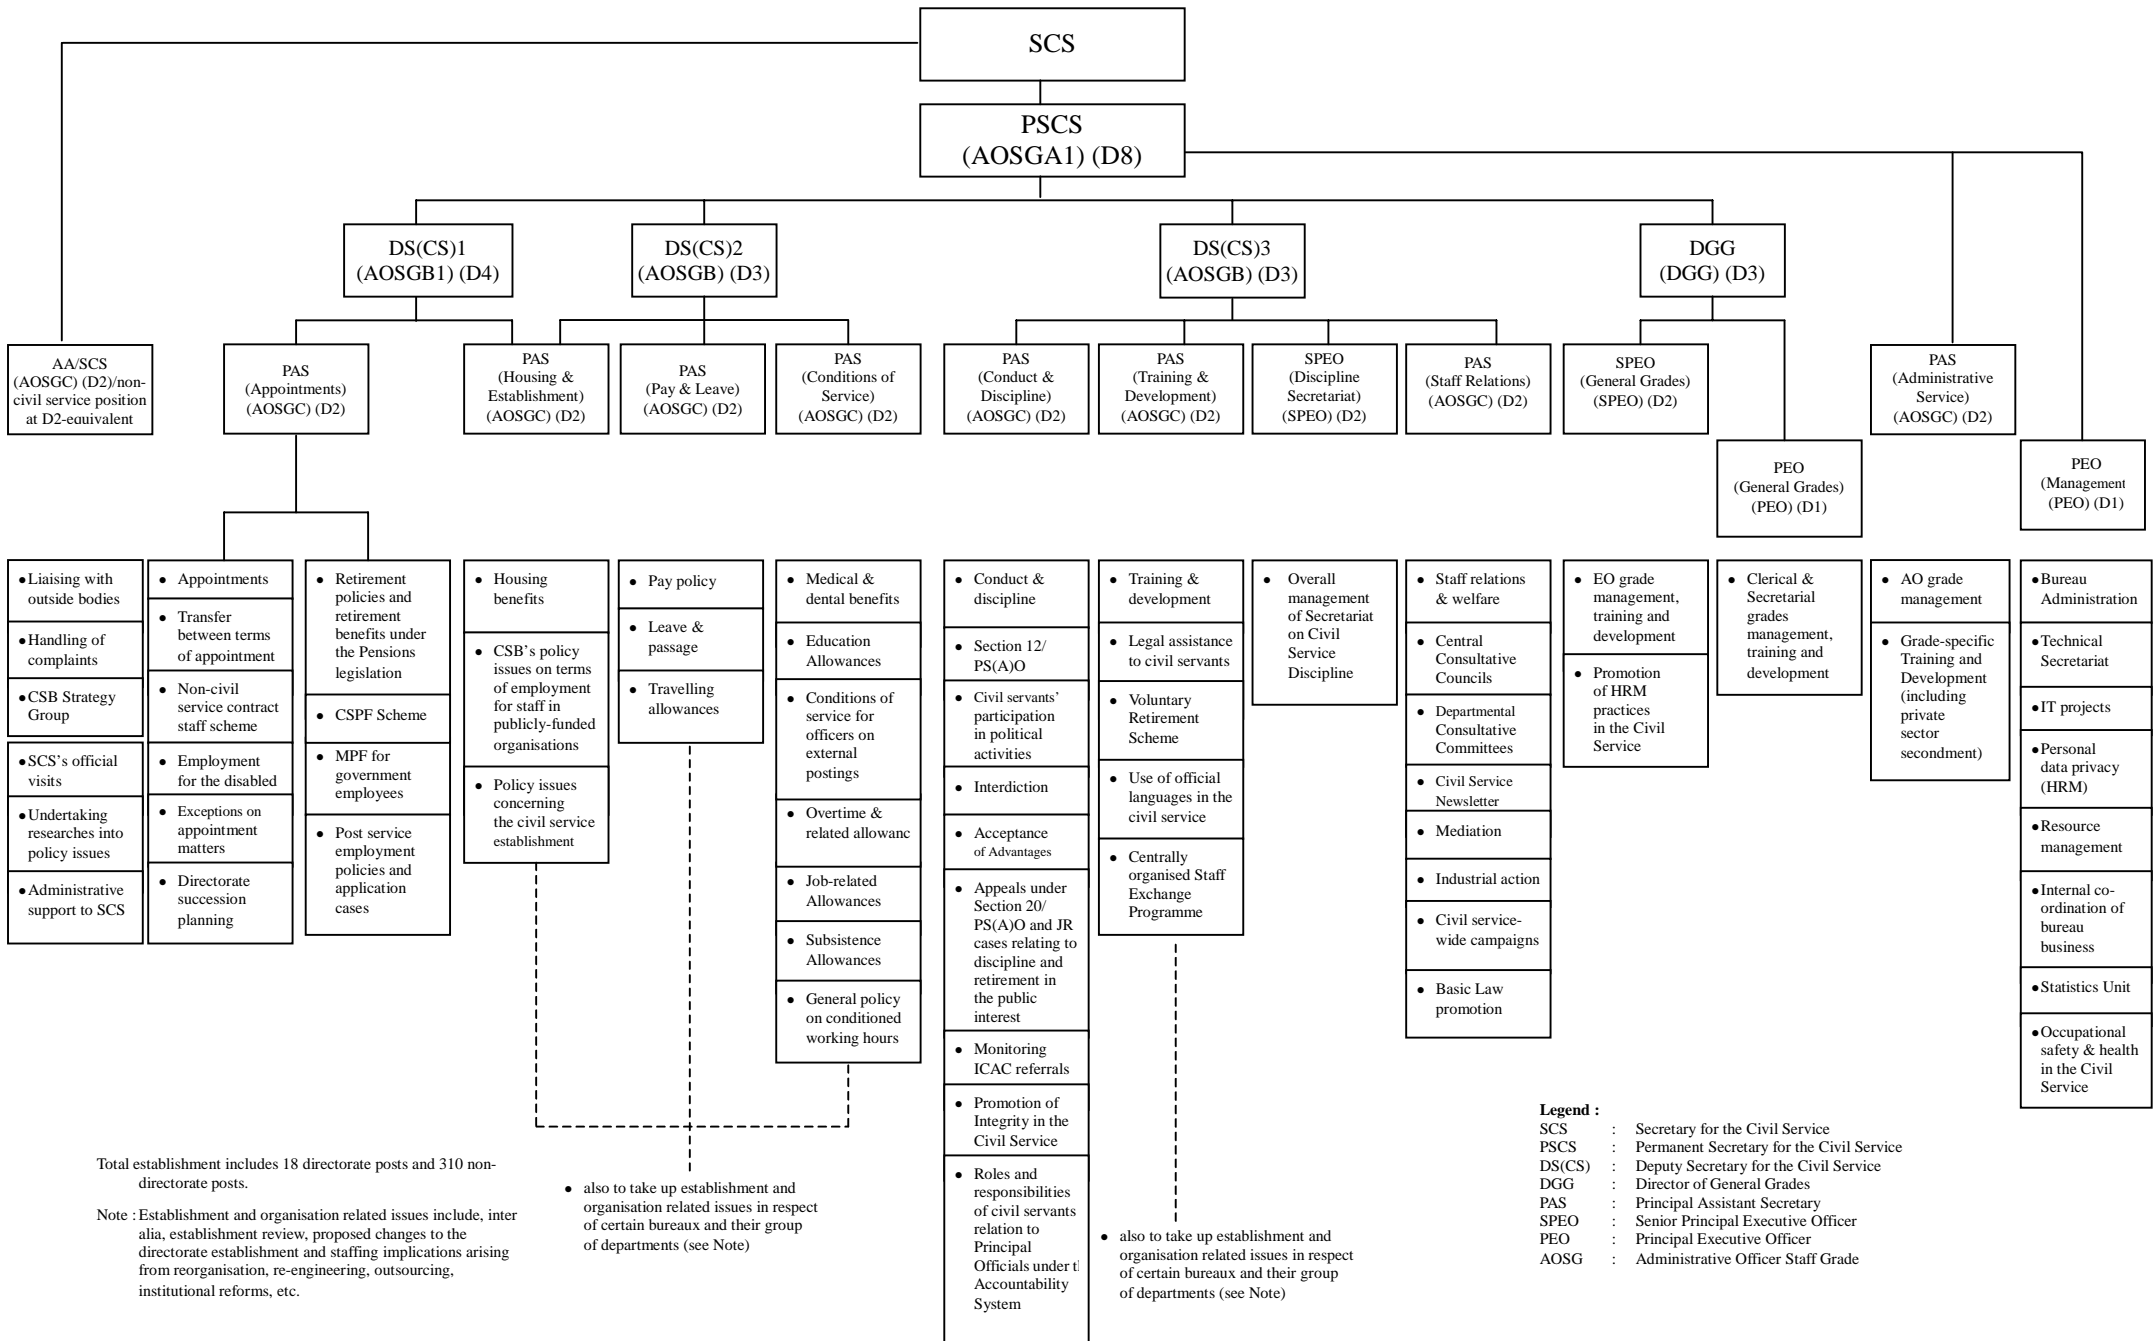 SCS
PSCS
(AOSGA1) (D8)
DS(CS)1
(AOSGB1) (D4)
DS(CS)2
(AOSGB) (D3)
DS(CS)3
(AOSGB) (D3)
DGG
(DGG) (D3)
AA/SCS
(AOSGC) (D2)/non-
civil service position
at D2-equivalent
PAS
(Appointments)
(AOSGC) (D2)
PAS
(Housing &
Establishment)
(AOSGC) (D2)
PAS
(Pay & Leave)
(AOSGC) (D2)
PAS
(Conditions of
Service)
(AOSGC) (D2)
PAS
(Conduct &
Discipline)
(AOSGC) (D2)
PAS
(Training &
Development)
(AOSGC) (D2)
SPEO
(Discipline
Secretariat)
(SPEO) (D2)
PAS
(Staff Relations)
(AOSGC) (D2)
SPEO
(General Grades)
(SPEO) (D2)
PEO
(General Grades)
(PEO) (D1)
PAS
(Administrative
Service)
(AOSGC) (D2)
PEO
(Management
(PEO) (D1)
• Liaising with
outside bodies
• Handling of
complaints
• CSB Strategy
Group
• SCS's official
visits
• Undertaking
researches into
policy issues
• Administrative
support to SCS
• Appointments
• Transfer
between terms
of appointment
• Non-civil
service contract
staff scheme
• Employment
for the disabled
• Exceptions on
appointment
matters
• Directorate
succession
planning
• Retirement
policies and
retirement
benefits under
the Pensions
legislation
• CSPF Scheme
• MPF for
government
employees
• Post service
employment
policies and
application
cases
• Housing
benefits
• CSB's policy
issues on terms
of employment
for staff in
publicly-funded
organisations
• Policy issues
concerning
the civil service
establishment
• Pay policy
• Leave &
passage
• Travelling
allowances
• Medical &
dental benefits
• Education
Allowances
• Conditions of
service for
officers on
external
postings
• Overtime &
related allowanc
• Job-related
Allowances
• Subsistence
Allowances
• General policy
on conditioned
working hours
• Conduct &
discipline
• Section 12/
PS(A)O
• Civil servants'
participation
in political
activities
• Interdiction
• Acceptance
of Advantages
• Appeals under
Section 20/
PS(A)O and JR
cases relating to
discipline and
retirement in
the public
interest
• Monitoring
ICAC referrals
• Promotion of
Integrity in the
Civil Service
• Roles and
responsibilities
of civil servants
relation to
Principal
Officials under tl
Accountability
System
• Training &
development
• Legal assistance
to civil servants
• Voluntary
Retirement
Scheme
• Use of official
languages in the
civil service
• Centrally
organised Staff
Exchange
Programme
• Overall
management
of Secretariat
on Civil
Service
Discipline
• Staff relations
& welfare
• Central
Consultative
Councils
• Departmental
Consultative
Committees
• Civil Service
Newsletter
• Mediation
• Industrial action
• Civil service-
wide campaigns
• Basic Law
promotion
• EO grade
management,
training and
development
• Promotion
of HRM
practices
in the Civil
Service
• Clerical &
Secretarial
grades
management,
training and
development
• AO grade
management
• Grade-specific
Training and
Development
(including
private
sector
secondment)
• Bureau
Administration
• Technical
Secretariat
• IT projects
• Personal
data privacy
(HRM)
• Resource
management
• Internal co-
ordination of
bureau
business
• Statistics Unit
• Occupational
safety & health
in the Civil
Service
Total establishment includes 18 directorate posts and 310 non-
directorate posts.
Note : Establishment and organisation related issues include, inter
alia, establishment review, proposed changes to the
directorate establishment and staffing implications arising
from reorganisation, re-engineering, outsourcing,
institutional reforms, etc.
• also to take up establishment and
organisation related issues in respect
of certain bureaux and their group
of departments (see Note)
• also to take up establishment and
organisation related issues in respect
of certain bureaux and their group
of departments (see Note)
Legend :
SCS : Secretary for the Civil Service
PSCS : Permanent Secretary for the Civil Service
DS(CS) : Deputy Secretary for the Civil Service
DGG : Director of General Grades
PAS : Principal Assistant Secretary
SPEO : Senior Principal Executive Officer
PEO : Principal Executive Officer
AOSG : Administrative Officer Staff Grade